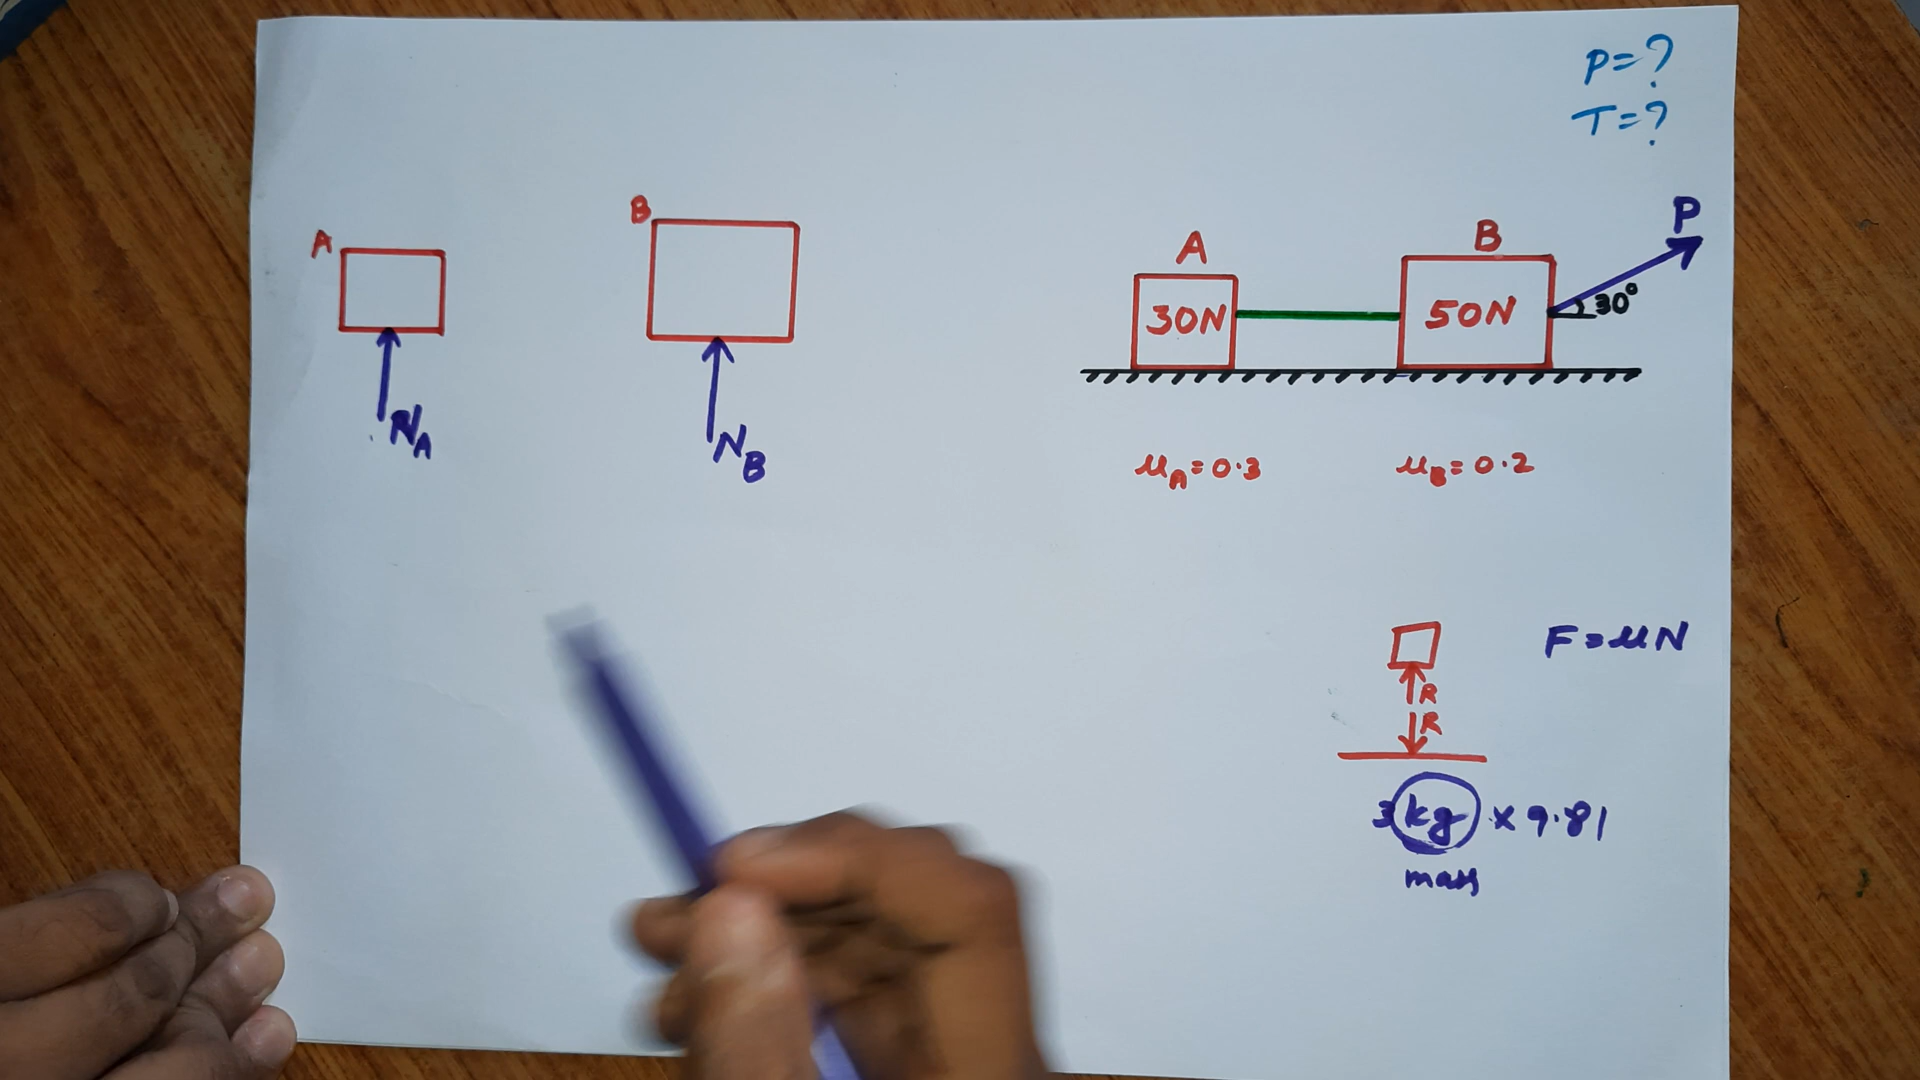 P=?
T=?
A
N_A
B
N_B
A
B
P
30N
50N
30°
μ_A=0.3
μ_B=0.2
F=μN
R
R
3kg × 9.81
mass